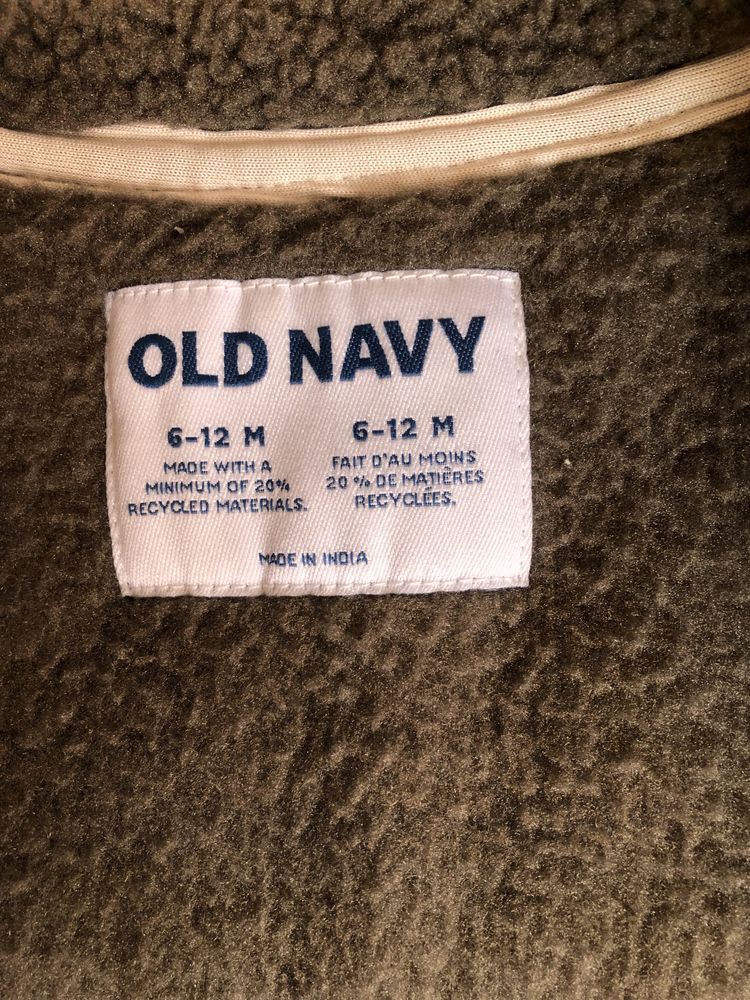 OLD NAVY
6-12 M
MADE WITH A
MINIMUM OF 20%
RECYCLED MATERIALS.
6-12 M
FAIT D'AU MOINS
20 % DE MATIÈRES
RECYCLÉES.
MADE IN INDIA